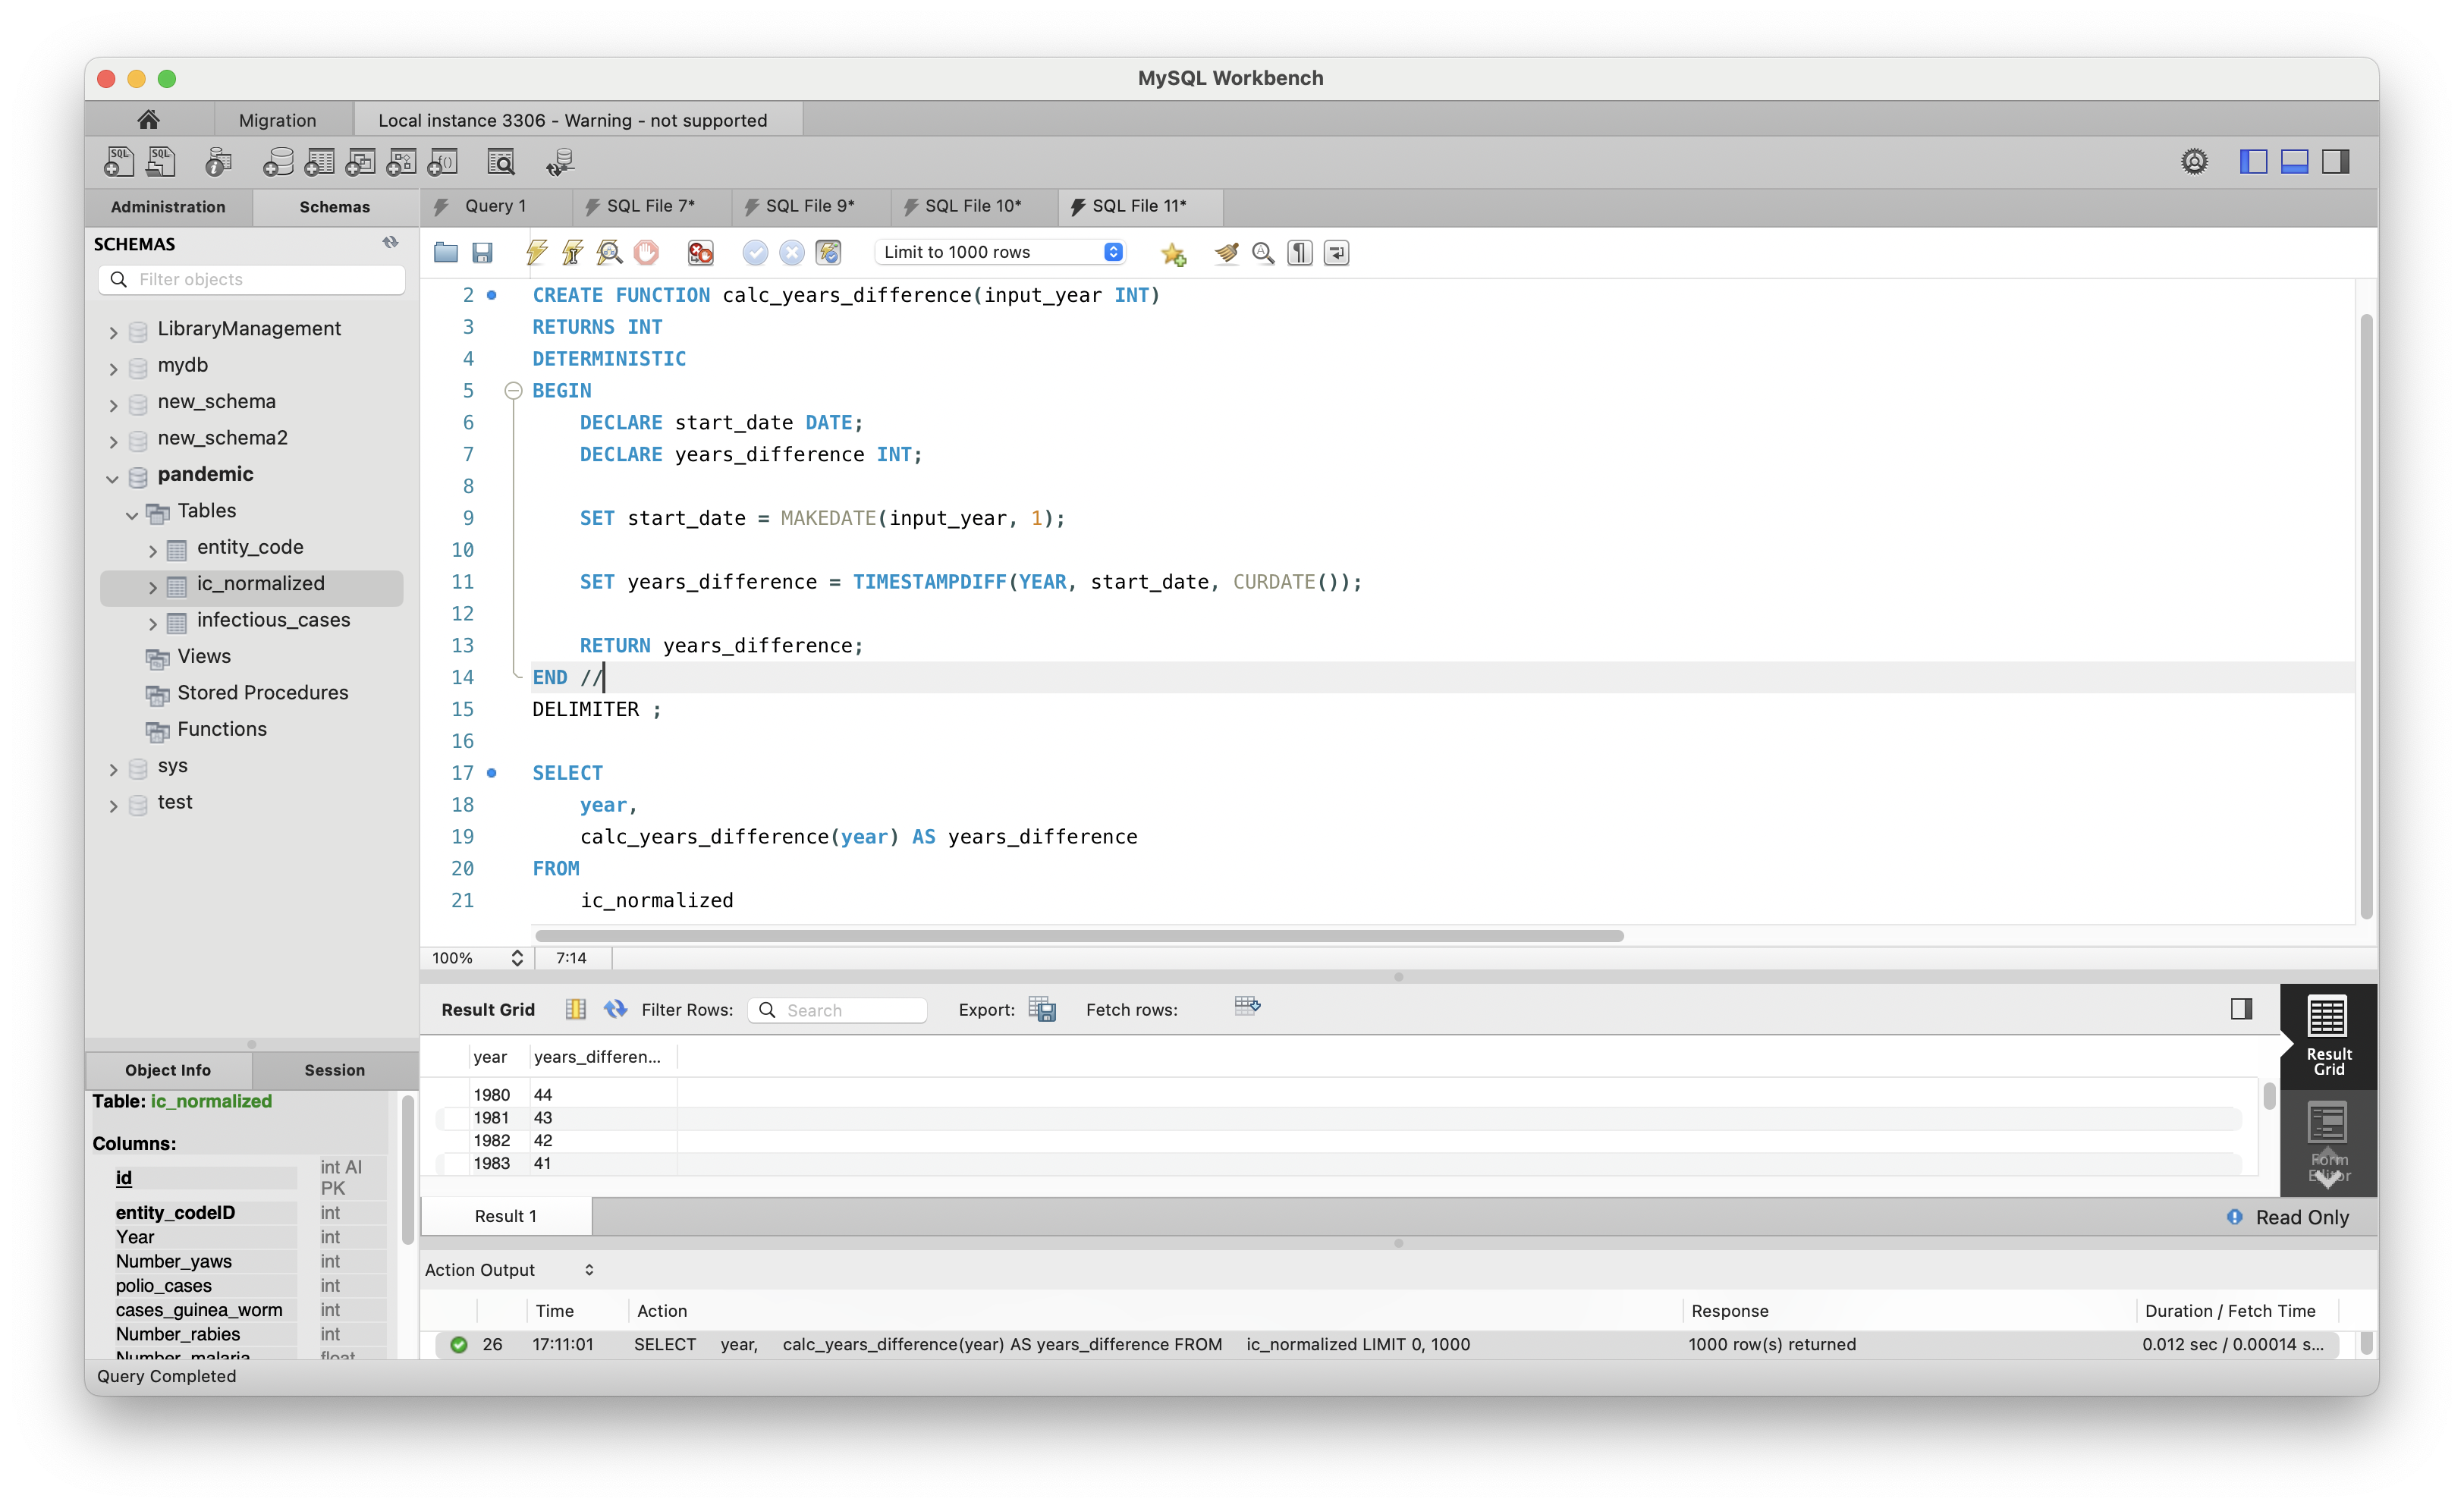 MySQL Workbench
Migration
Local instance 3306 - Warning - not supported
Administration
Schemas
Query 1
SQL File 7*
SQL File 9*
SQL File 10*
SQL File 11*
SCHEMAS
Filter objects
LibraryManagement
mydb
new_schema
new_schema2
pandemic
Tables
entity_code
ic_normalized
infectious_cases
Views
Stored Procedures
Functions
sys
test
Limit to 1000 rows
2 CREATE FUNCTION calc_years_difference(input_year INT)
3 RETURNS INT
4 DETERMINISTIC
5 BEGIN
6 DECLARE start_date DATE;
7 DECLARE years_difference INT;
8
9 SET start_date = MAKEDATE(input_year, 1);
10
11 SET years_difference = TIMESTAMPDIFF(YEAR, start_date, CURDATE());
12
13 RETURN years_difference;
14 END //
15 DELIMITER ;
16
17 SELECT
18 year,
19 calc_years_difference(year) AS years_difference
20 FROM
21 ic_normalized
100% 7:14
Result Grid Filter Rows: Search Export: Fetch rows:
year years_differen...
1980 44
1981 43
1982 42
1983 41
Result
Grid
Form
Editor
Result 1
Read Only
Object Info
Session
Table: ic_normalized
Columns:
id int AI
PK
entity_codeID int
Year int
Number_yaws int
polio_cases int
cases_guinea_worm int
Number_rabies int
Number_malaria float
Action Output
Time Action Response Duration / Fetch Time
26 17:11:01 SELECT year, calc_years_difference(year) AS years_difference FROM ic_normalized LIMIT 0, 1000 1000 row(s) returned 0.012 sec / 0.00014 s...
Query Completed